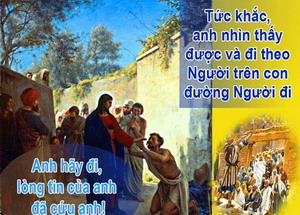 Tức khắc,
anh nhìn thấy
được và đi theo
Người trên con
đường Người đi
Anh hãy đi,
lòng tin của anh
đã cứu anh!